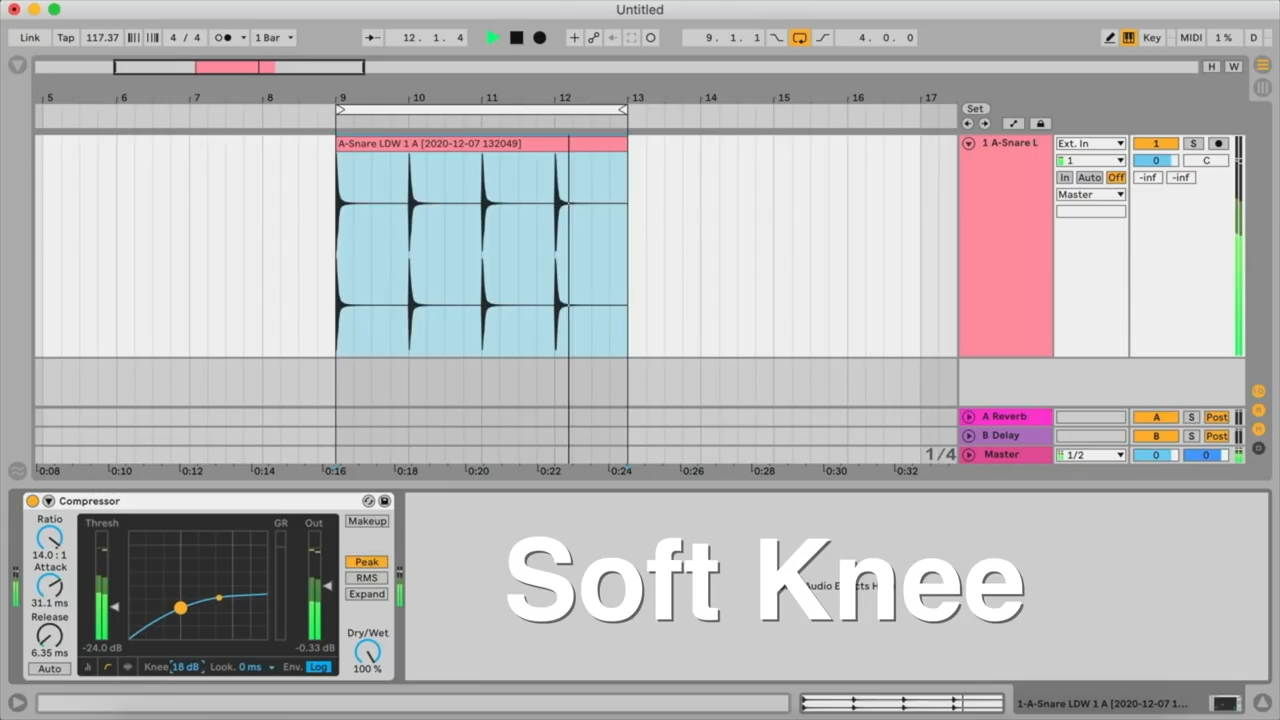 Untitled
Link Tap 117.37 4 / 4 1 Bar 12. 1. 4 9. 1. 1 4. 0. 0 Key MIDI 1 % D
H W
5 6 7 8 9 10 11 12 13 14 15 16 17
Set
A-Snare LDW 1 A [2020-12-07 132049]
1 A-Snare L Ext. In 1 S
1 0 C
In Auto Off -inf -inf
Master
A Reverb A S Post
B Delay B S Post
1/4 Master 1/2 0 0
0:08 0:10 0:12 0:14 0:16 0:18 0:20 0:22 0:24 0:26 0:28 0:30 0:32
Compressor
Ratio
14.0 : 1
Attack
31.1 ms
Release
6.35 ms
Auto
Thresh GR Out
-24.0 dB -0.33 dB
Knee 18 dB Look. 0 ms Env. Log
Makeup
Peak
RMS
Expand
Dry/Wet
100 %
Soft Knee
1-A-Snare LDW 1 A [2020-12-07 1...